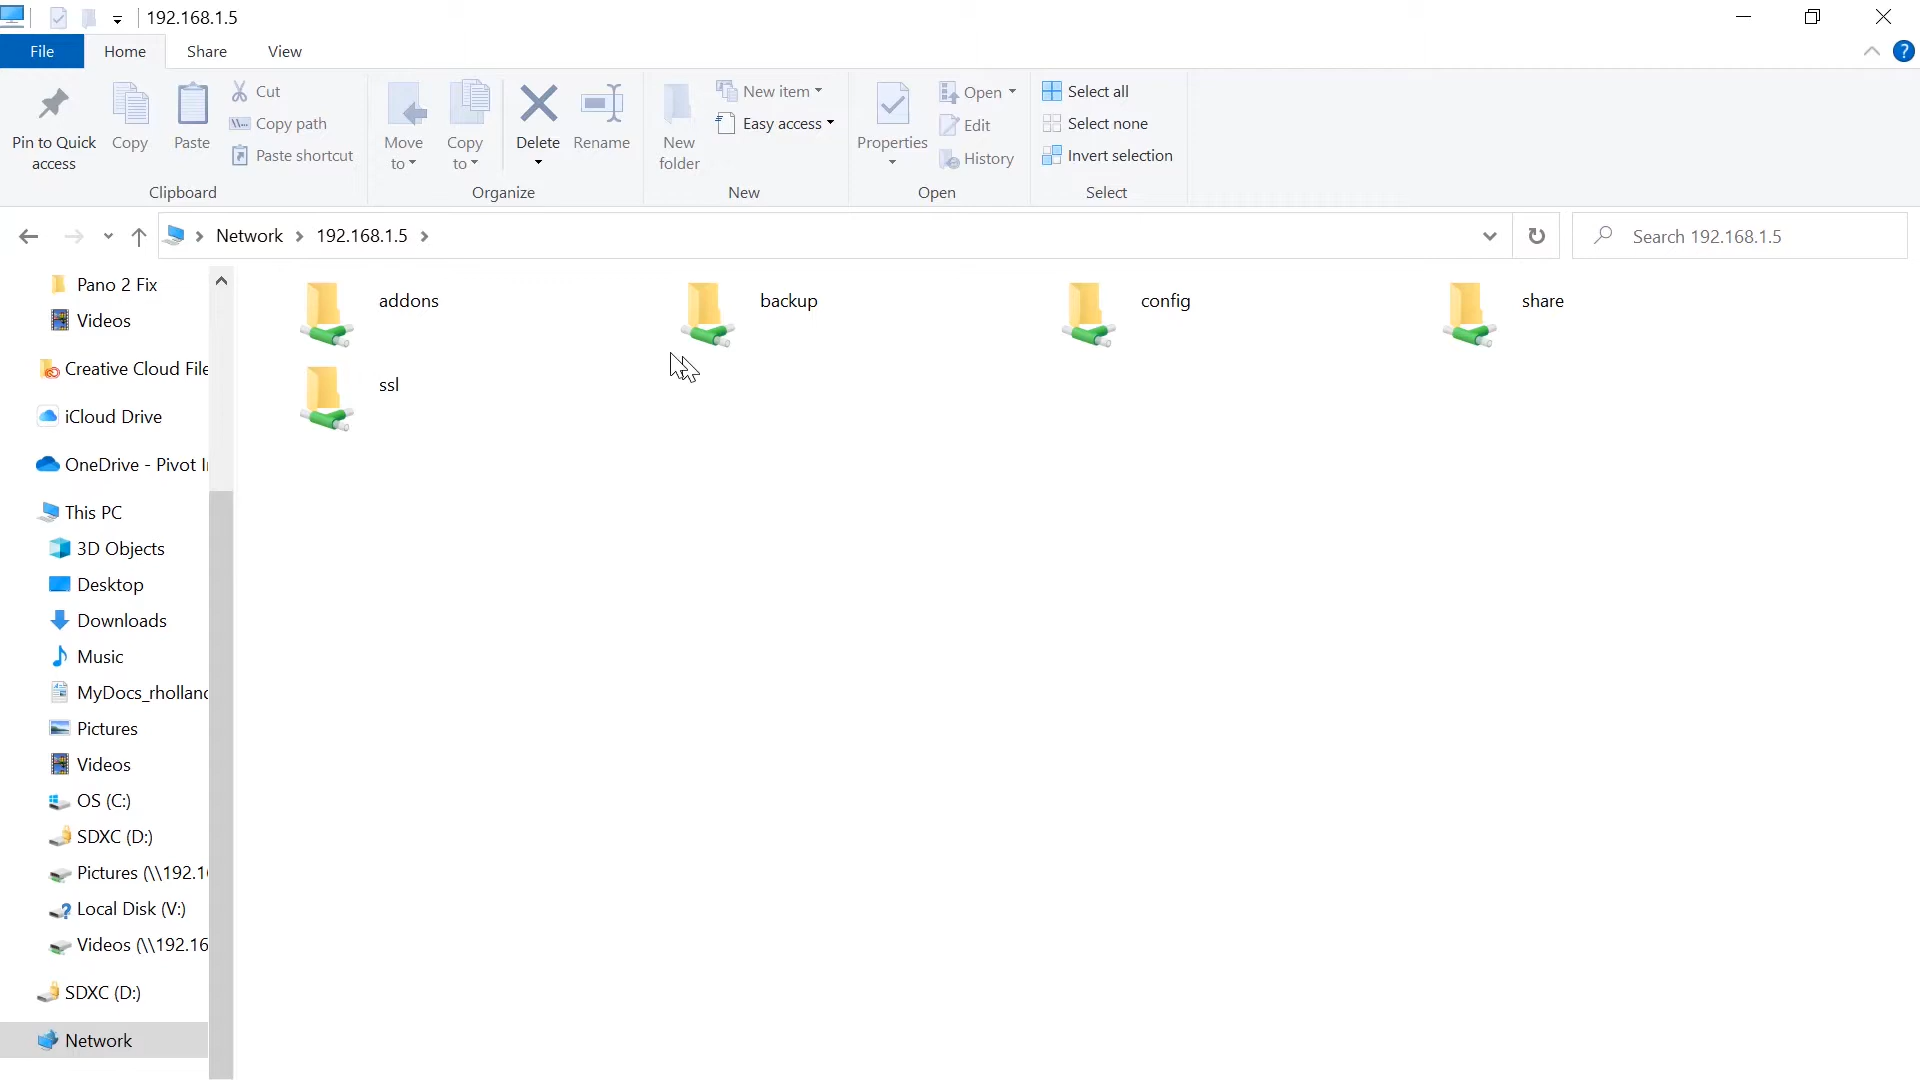 192.168.1.5
File
Home
Share
View
?
Pin to Quick access
Copy
Paste
Cut
Copy path
Paste shortcut
Clipboard
Move to
Copy to
Delete
Rename
Organize
New folder
New item
Easy access
New
Properties
Open
Edit
History
Open
Select all
Select none
Invert selection
Select
Network
192.168.1.5
Search 192.168.1.5
Pano 2 Fix
Videos
Creative Cloud File
iCloud Drive
OneDrive - Pivot I
This PC
3D Objects
Desktop
Downloads
Music
MyDocs_rholland
Pictures
Videos
OS (C:)
SDXC (D:)
Pictures (\\192.1
Local Disk (V:)
Videos (\\192.16
SDXC (D:)
Network
addons
backup
config
share
ssl